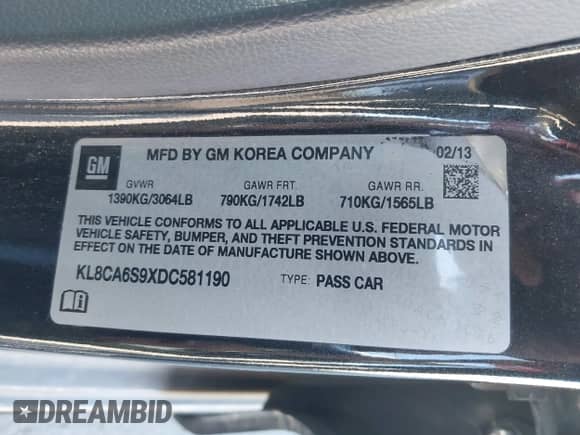 GM
MFD BY GM KOREA COMPANY 02/13
GVWR GAWR FRT. GAWR RR.
1390KG/3064LB 790KG/1742LB 710KG/1565LB
THIS VEHICLE CONFORMS TO ALL APPLICABLE U.S. FEDERAL MOTOR
VEHICLE SAFETY, BUMPER, AND THEFT PREVENTION STANDARDS IN
EFFECT ON THE DATE OF MANUFACTURE SHOWN ABOVE.
KL8CA6S9XDC581190 TYPE: PASS CAR
DREAMBID